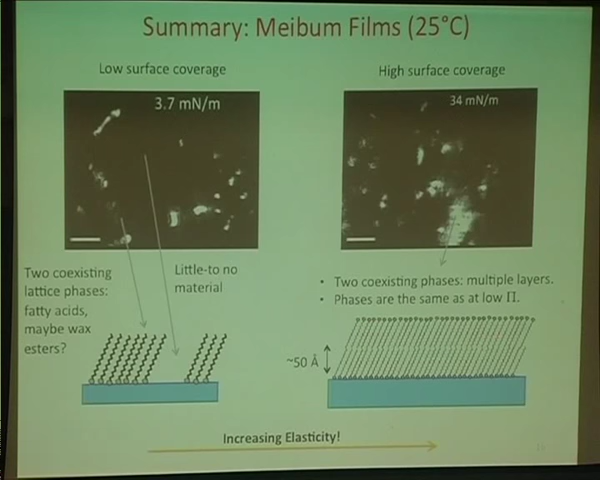 Summary: Meibum Films (25°C)
Low surface coverage
High surface coverage
3.7 mN/m
34 mN/m
Two coexisting
lattice phases:
fatty acids,
maybe wax
esters?
Little-to no
material
• Two coexisting phases: multiple layers.
• Phases are the same as at low Π.
~50 Å
Increasing Elasticity!